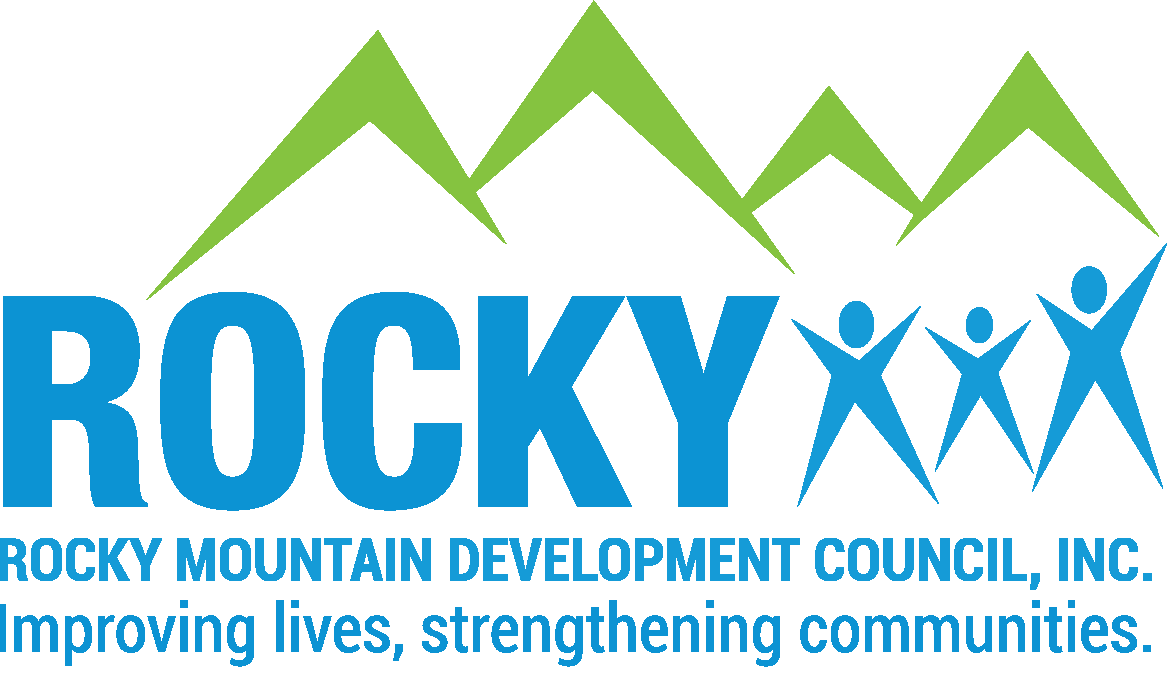 ROCKY
ROCKY MOUNTAIN DEVELOPMENT COUNCIL, INC.
Improving lives, strengthening communities.